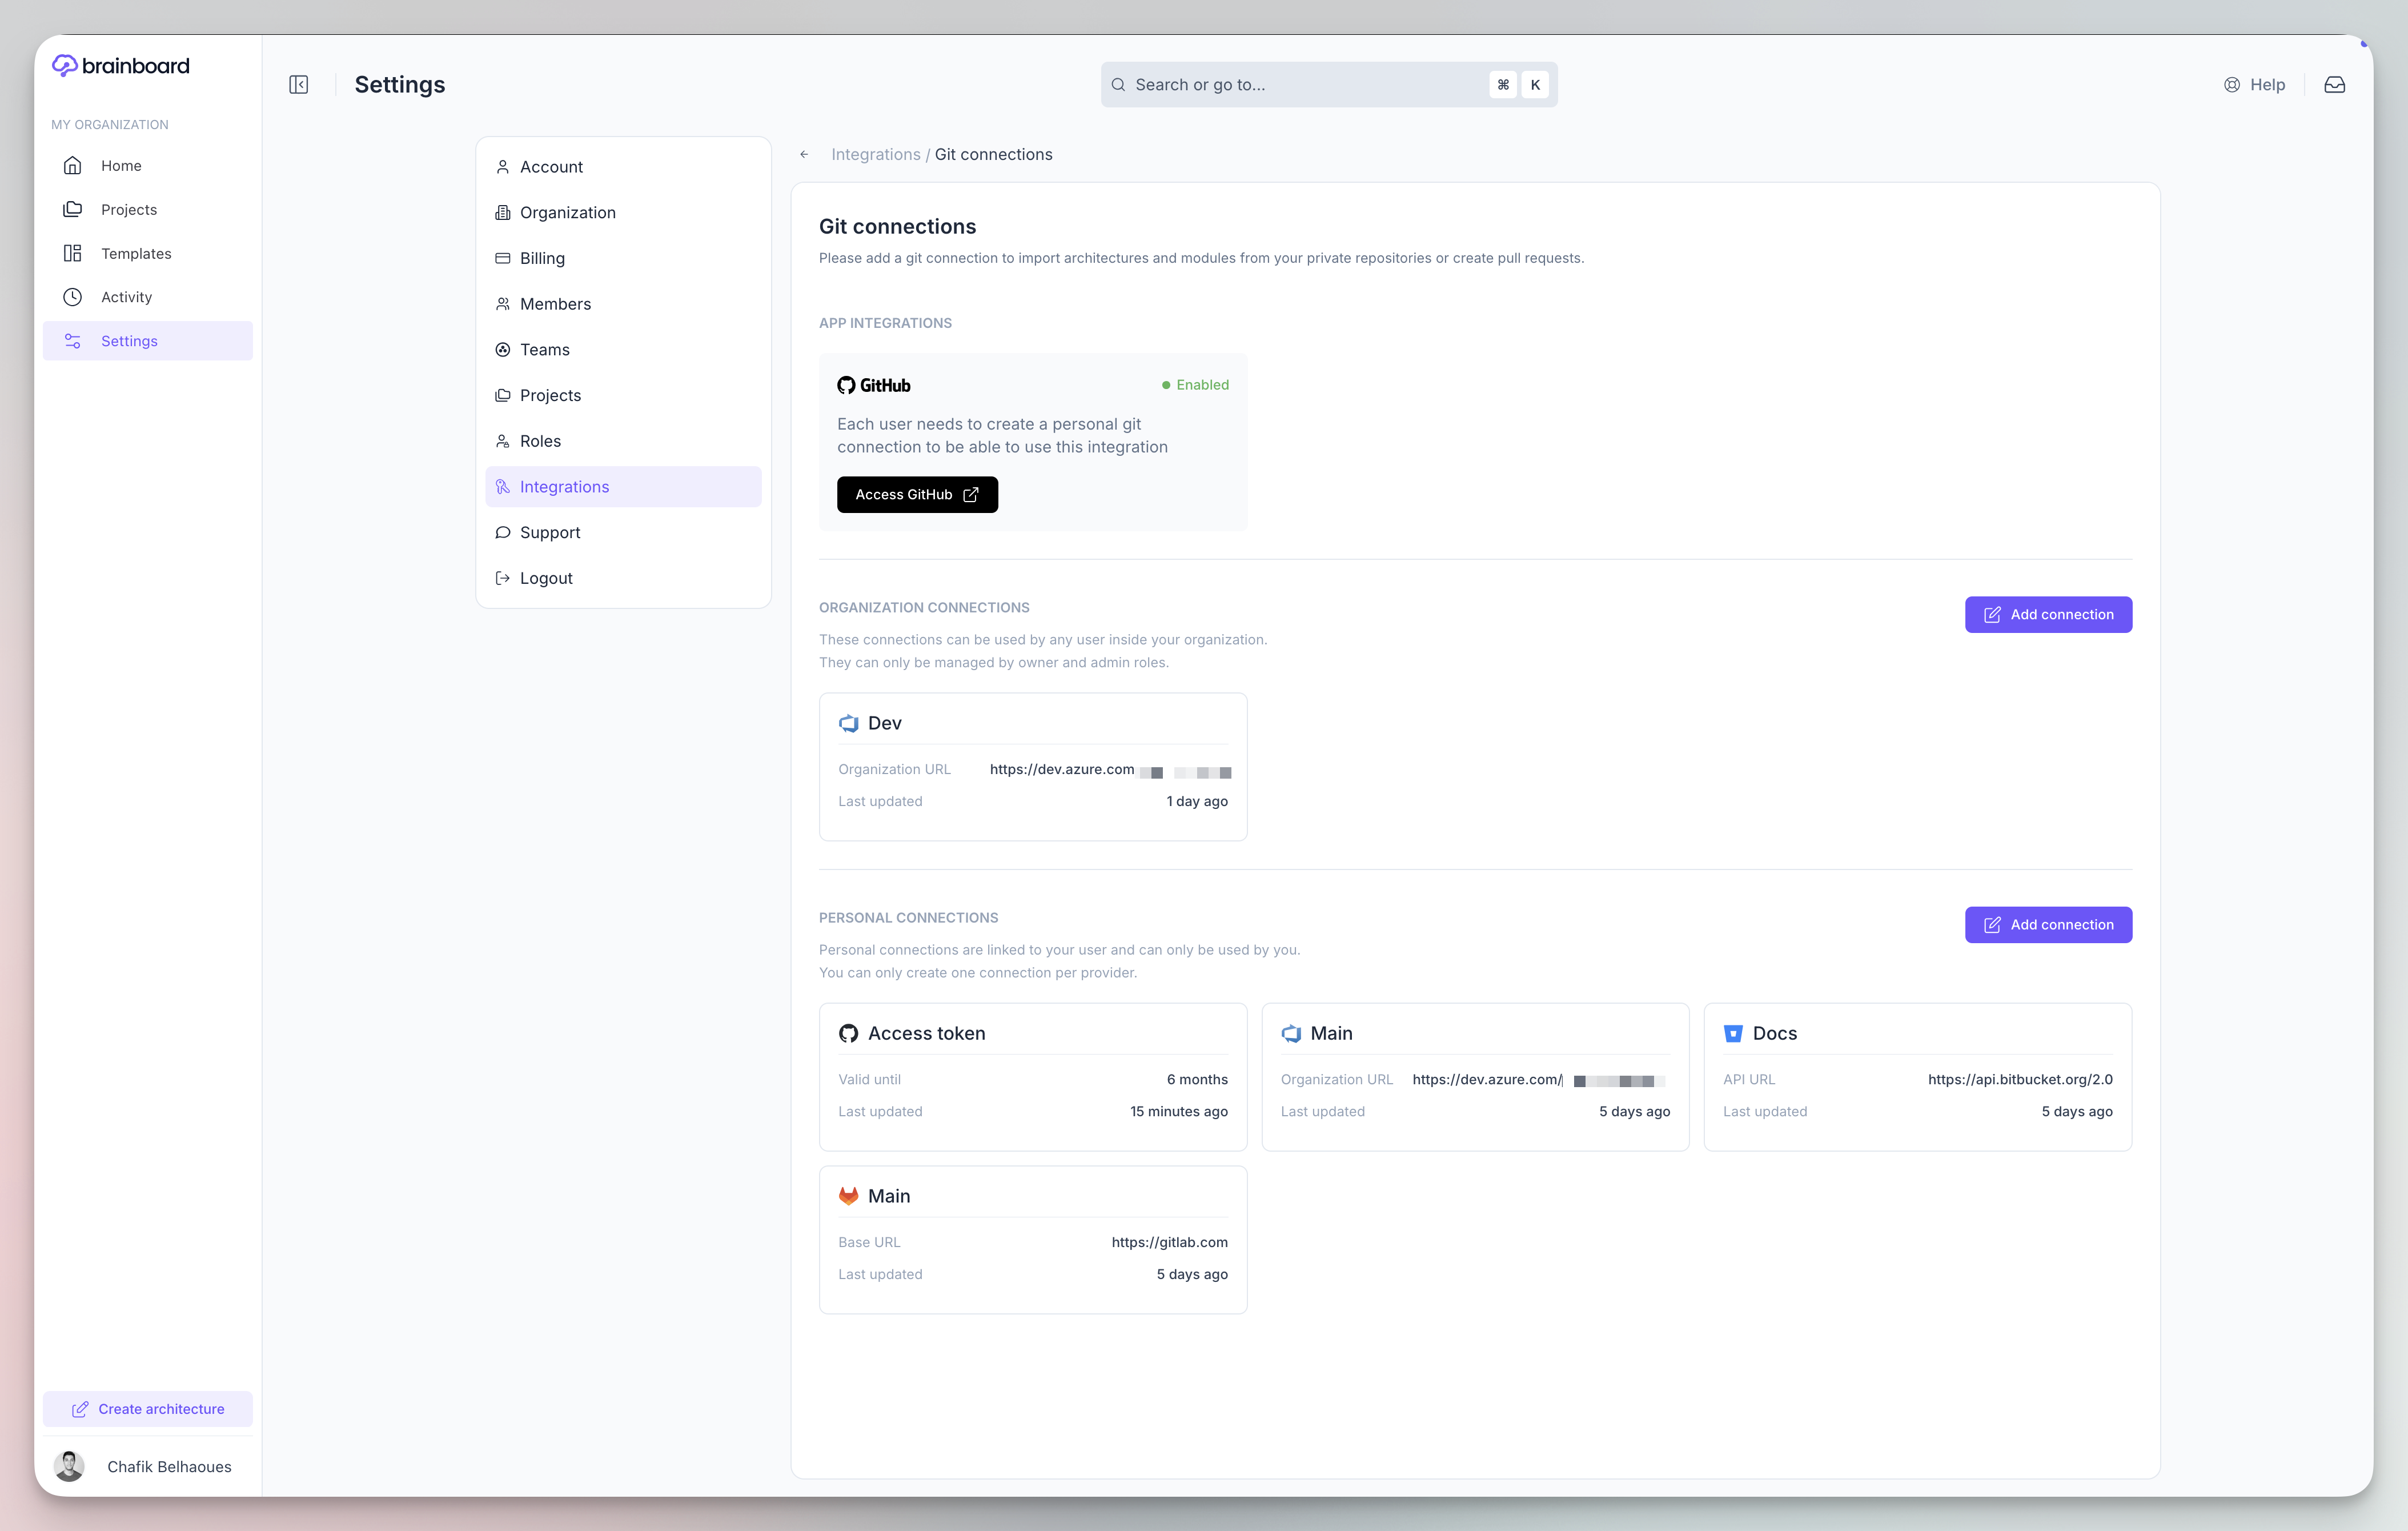 brainboard
Settings
Search or go to...
⌘ K
Help
MY ORGANIZATION
Home
Projects
Templates
Activity
Settings
Account
Organization
Billing
Members
Teams
Projects
Roles
Integrations
Support
Logout
Integrations / Git connections
Git connections
Please add a git connection to import architectures and modules from your private repositories or create pull requests.
APP INTEGRATIONS
GitHub
Enabled
Each user needs to create a personal git
connection to be able to use this integration
Access GitHub
ORGANIZATION CONNECTIONS
Add connection
These connections can be used by any user inside your organization.
They can only be managed by owner and admin roles.
Dev
Organization URL https://dev.azure.com
Last updated 1 day ago
PERSONAL CONNECTIONS
Add connection
Personal connections are linked to your user and can only be used by you.
You can only create one connection per provider.
Access token
Valid until 6 months
Last updated 15 minutes ago
Main
Organization URL https://dev.azure.com/
Last updated 5 days ago
Docs
API URL https://api.bitbucket.org/2.0
Last updated 5 days ago
Main
Base URL https://gitlab.com
Last updated 5 days ago
Create architecture
Chafik Belhaoues